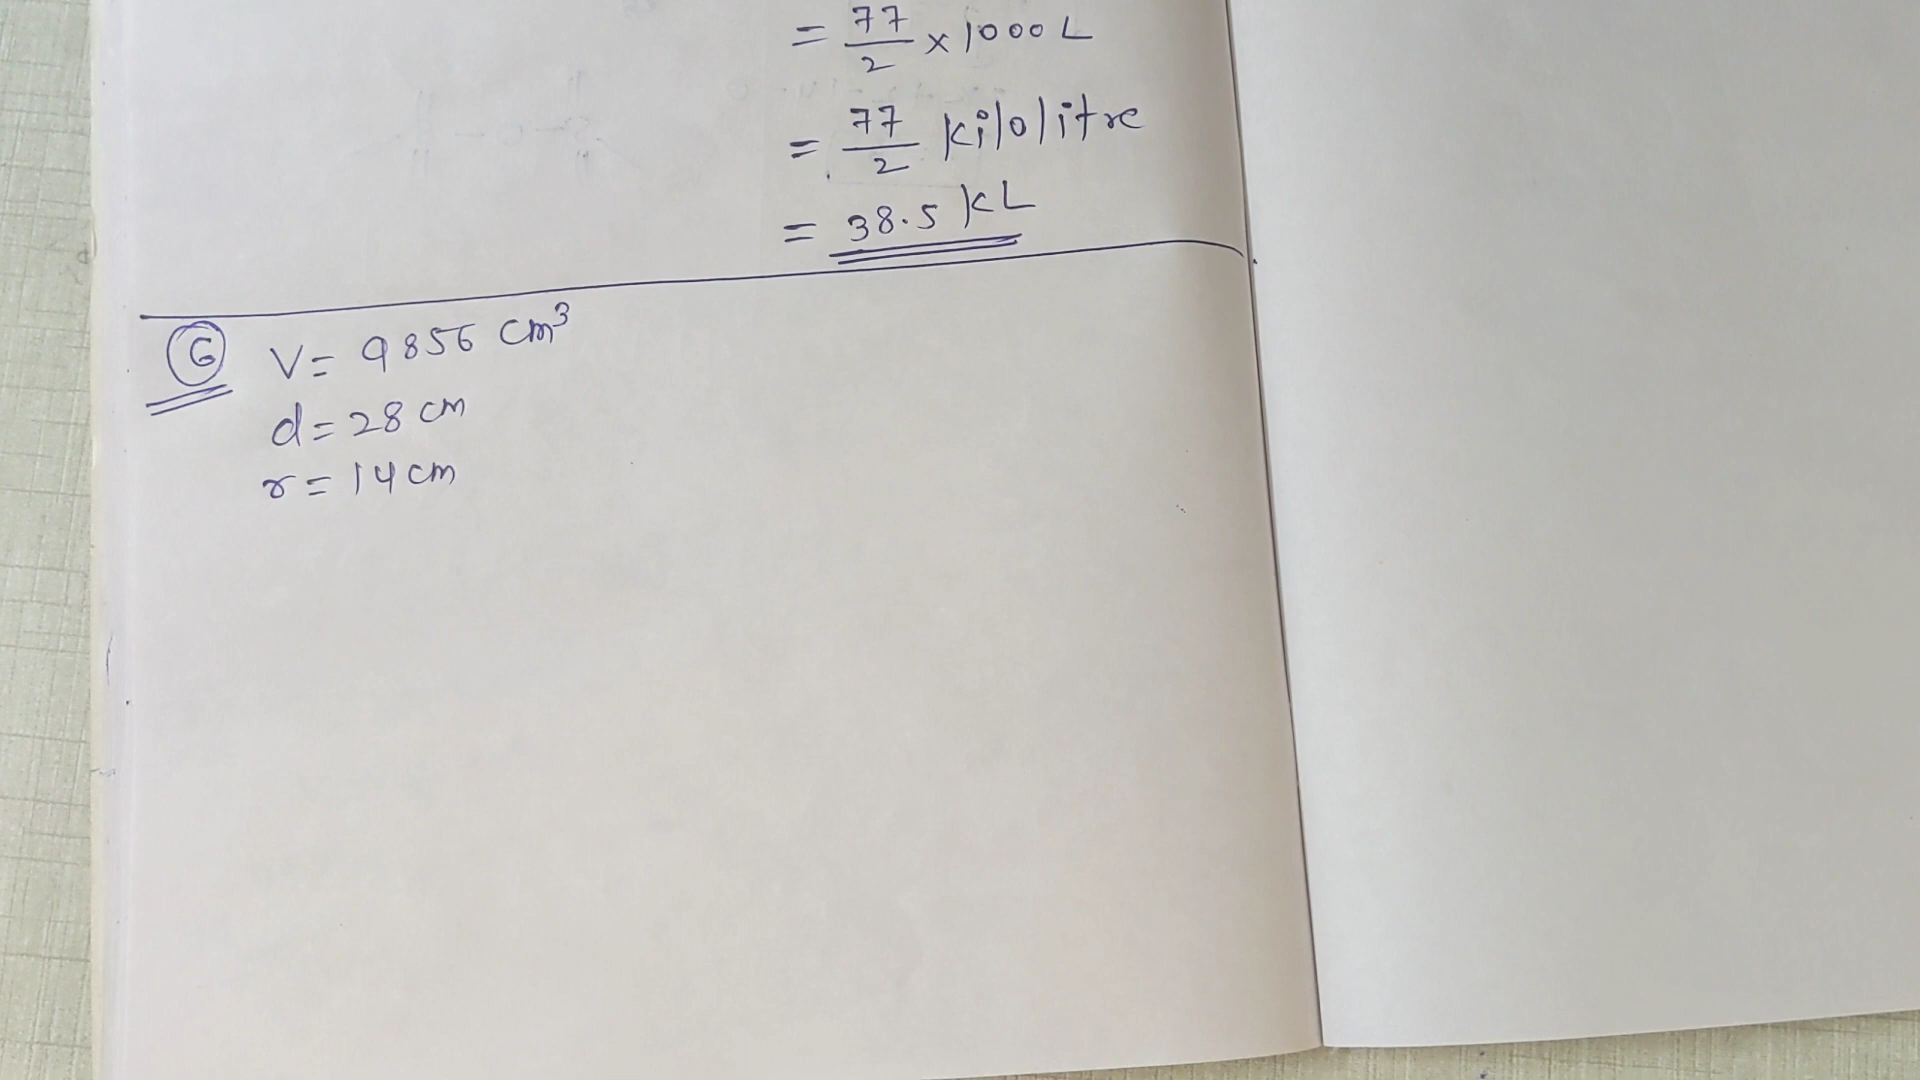 = 77/2 × 1000 L
= 77/2 kilolitre
= 38.5 KL
6 V = 9856 cm³
d = 28 cm
r = 14 cm